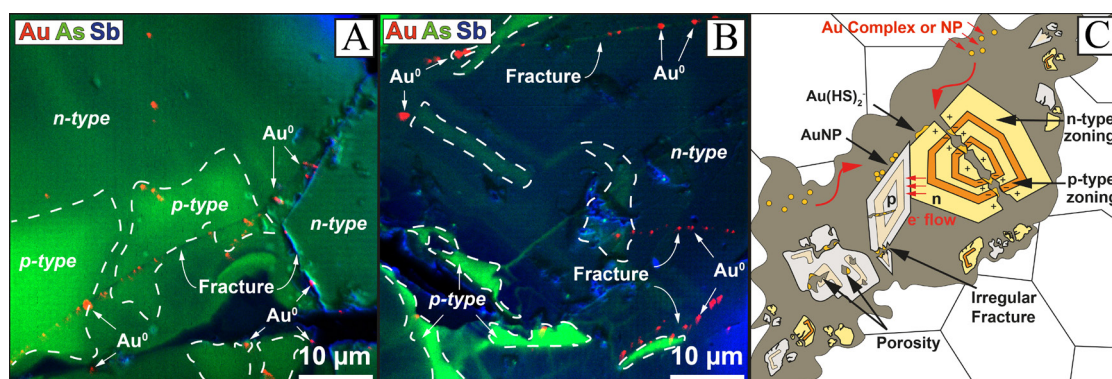 Au As Sb
A
n-type
Au⁰
p-type
n-type
p-type
Fracture
Au⁰
Au⁰
10 µm
Au As Sb
B
Au⁰
Fracture
Au⁰
n-type
Fracture
Au⁰
p-type
10 µm
Au Complex or NP
C
Au(HS)₂⁻
AuNP
n-type
zoning
p-type
zoning
p
n
e⁻ flow
Irregular
Fracture
Porosity